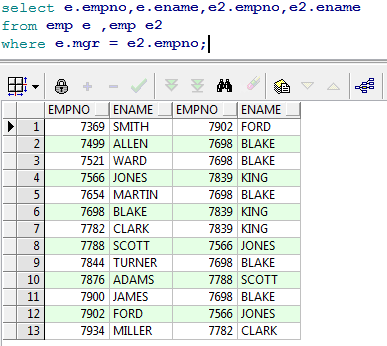 select e.empno,e.ename,e2.empno,e2.ename
from emp e ,emp e2
where e.mgr = e2.empno;
EMPNO ENAME EMPNO ENAME
1 7369 SMITH 7902 FORD
2 7499 ALLEN 7698 BLAKE
3 7521 WARD 7698 BLAKE
4 7566 JONES 7839 KING
5 7654 MARTIN 7698 BLAKE
6 7698 BLAKE 7839 KING
7 7782 CLARK 7839 KING
8 7788 SCOTT 7566 JONES
9 7844 TURNER 7698 BLAKE
10 7876 ADAMS 7788 SCOTT
11 7900 JAMES 7698 BLAKE
12 7902 FORD 7566 JONES
13 7934 MILLER 7782 CLARK